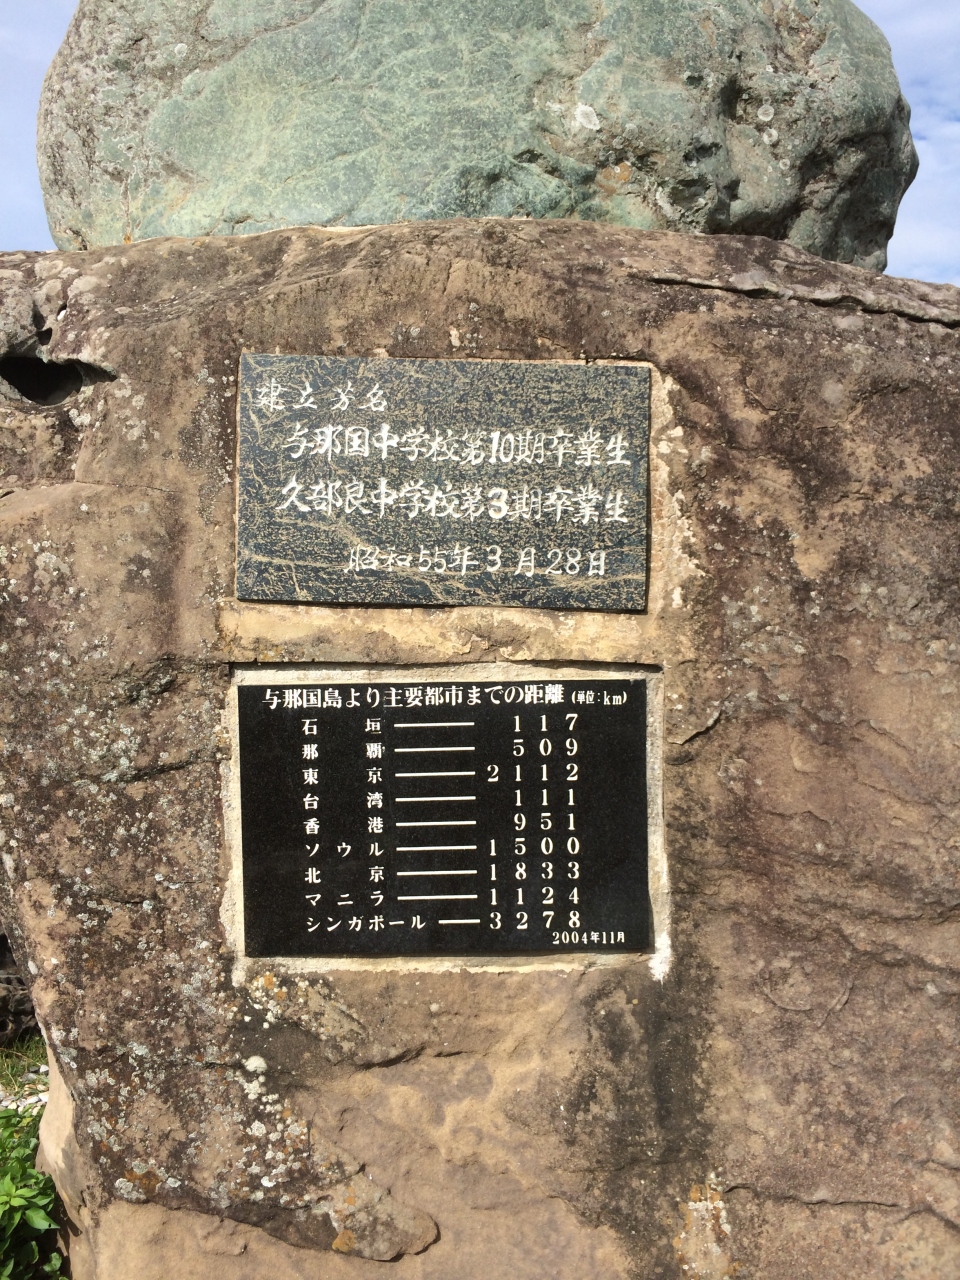 建立芳名
与那国中学校第10期卒業生
久部良中学校第3期卒業生
昭和55年3月28日
与那国島より主要都市までの距離(単位:km)
石垣――― 117
那覇――― 509
東京――― 2112
台湾――― 111
香港――― 951
ソウル――― 1500
北京――― 1833
マニラ――― 1124
シンガポール―― 3278
2004年11月